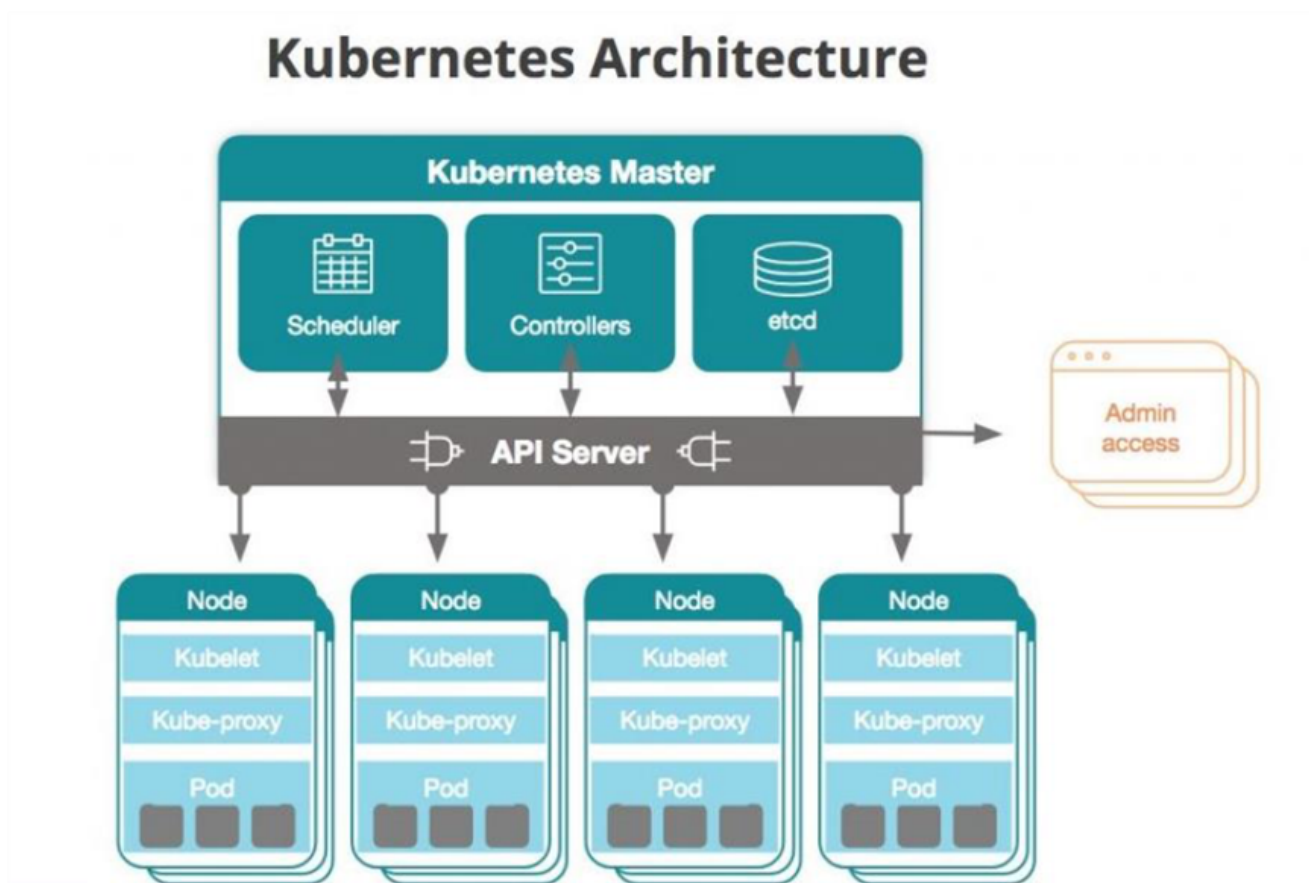 Kubernetes Architecture
Kubernetes Master
Scheduler
Controllers
etcd
API Server
Admin
access
Node
Kubelet
Kube-proxy
Pod
Node
Kubelet
Kube-proxy
Pod
Node
Kubelet
Kube-proxy
Pod
Node
Kubelet
Kube-proxy
Pod